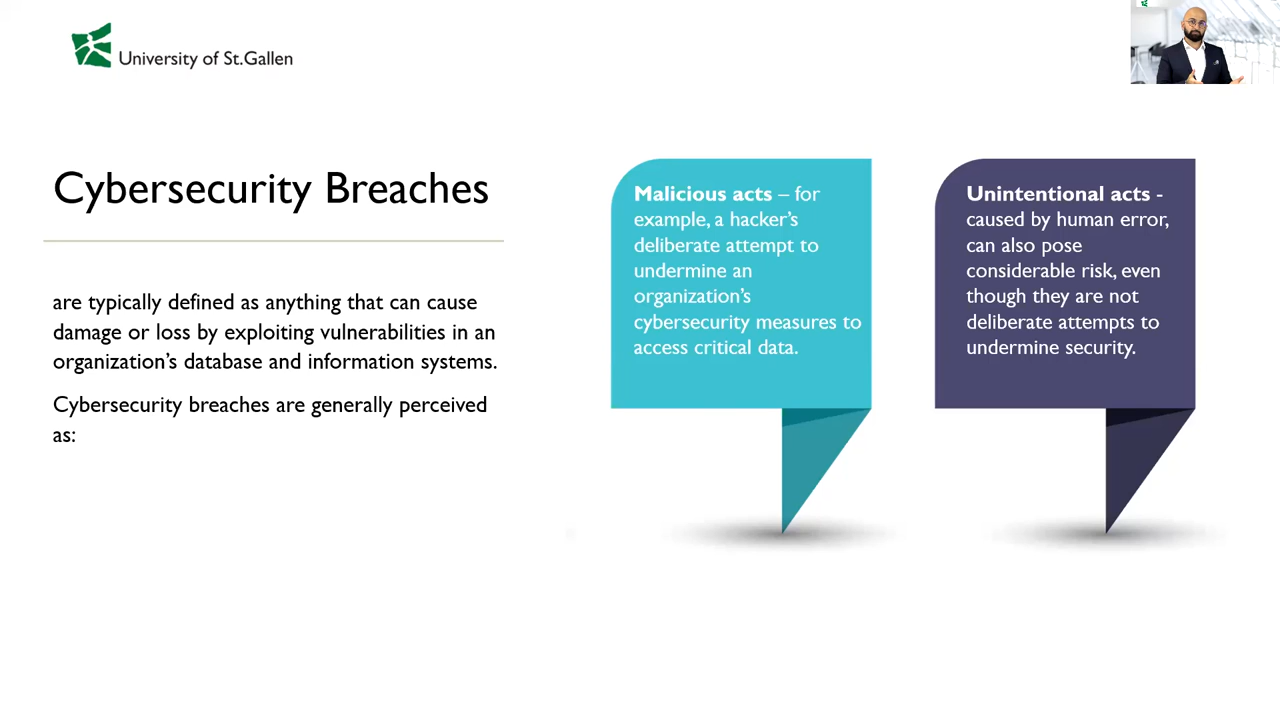 University of St.Gallen
Cybersecurity Breaches
are typically defined as anything that can cause
damage or loss by exploiting vulnerabilities in an
organization's database and information systems.
Cybersecurity breaches are generally perceived
as:
Malicious acts – for
example, a hacker's
deliberate attempt to
undermine an
organization's
cybersecurity measures to
access critical data.
Unintentional acts -
caused by human error,
can also pose
considerable risk, even
though they are not
deliberate attempts to
undermine security.